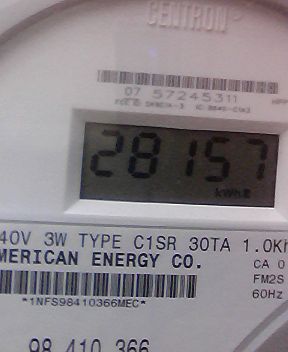 CENTRON
07 57245311
28157
kWh
40V 3W TYPE C1SR 30TA 1.0Kh
MERICAN ENERGY CO.
CA 0
FM2S
*1NFS98410366MEC*
60Hz
98 410 366